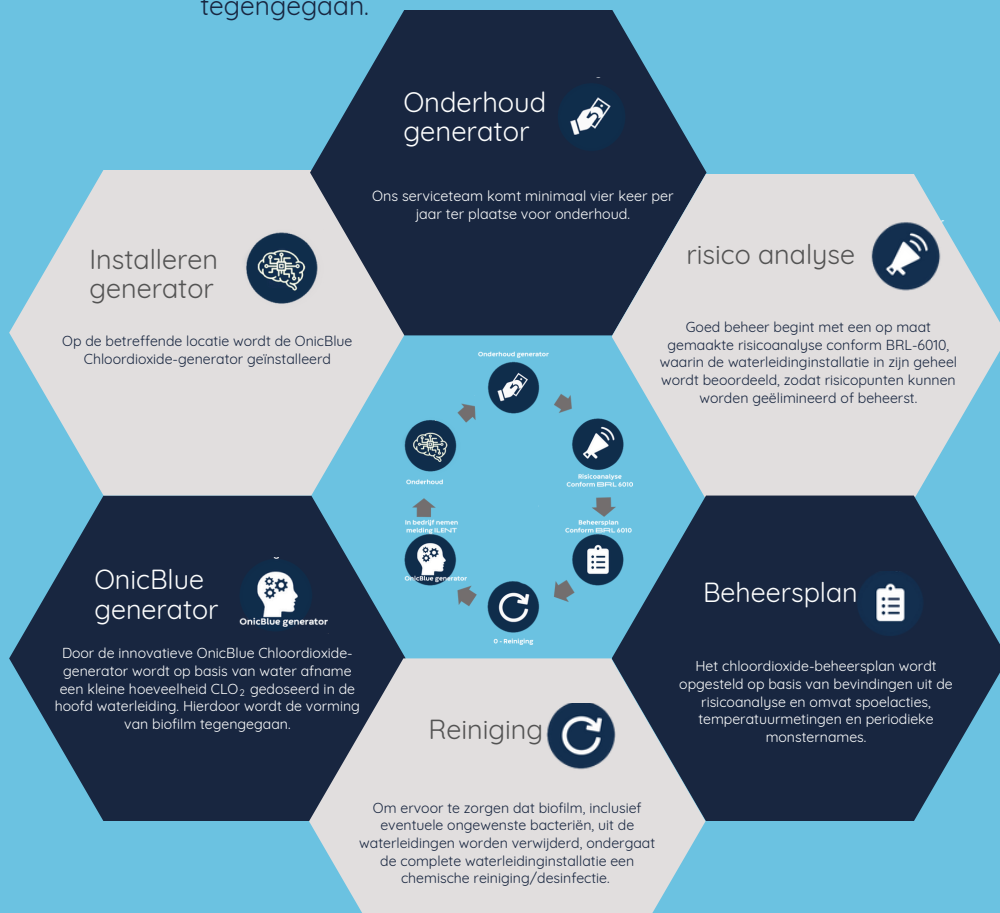 tegengegaan.
Onderhoud
generator
Ons serviceteam komt minimaal vier keer per
jaar ter plaatse voor onderhoud.
Installeren
generator
Op de betreffende locatie wordt de OnicBlue
Chloordioxide-generator geïnstalleerd
risico analyse
Goed beheer begint met een op maat
gemaakte risicoanalyse conform BRL-6010,
waarin de waterleidinginstallatie in zijn geheel
wordt beoordeeld, zodat risicopunten kunnen
worden geëlimineerd of beheerst.
Onderhoud generator
Onderhoud
Risicoanalyse
Conform BRL 6010
In bedrijf nemen
melding ILENT
Beheersplan
Conform BRL 6010
OnicBlue generator
0 - Reiniging
OnicBlue
generator
OnicBlue generator
Door de innovatieve OnicBlue Chloordioxide-
generator wordt op basis van water afname
een kleine hoeveelheid CLO₂ gedoseerd in de
hoofd waterleiding. Hierdoor wordt de vorming
van biofilm tegengegaan.
Beheersplan
Het chloordioxide-beheersplan wordt
opgesteld op basis van bevindingen uit de
risicoanalyse en omvat spoelacties,
temperatuurmetingen en periodieke
monsternames.
Reiniging
Om ervoor te zorgen dat biofilm, inclusief
eventuele ongewenste bacteriën, uit de
waterleidingen worden verwijderd, ondergaat
de complete waterleidinginstallatie een
chemische reiniging/desinfectie.